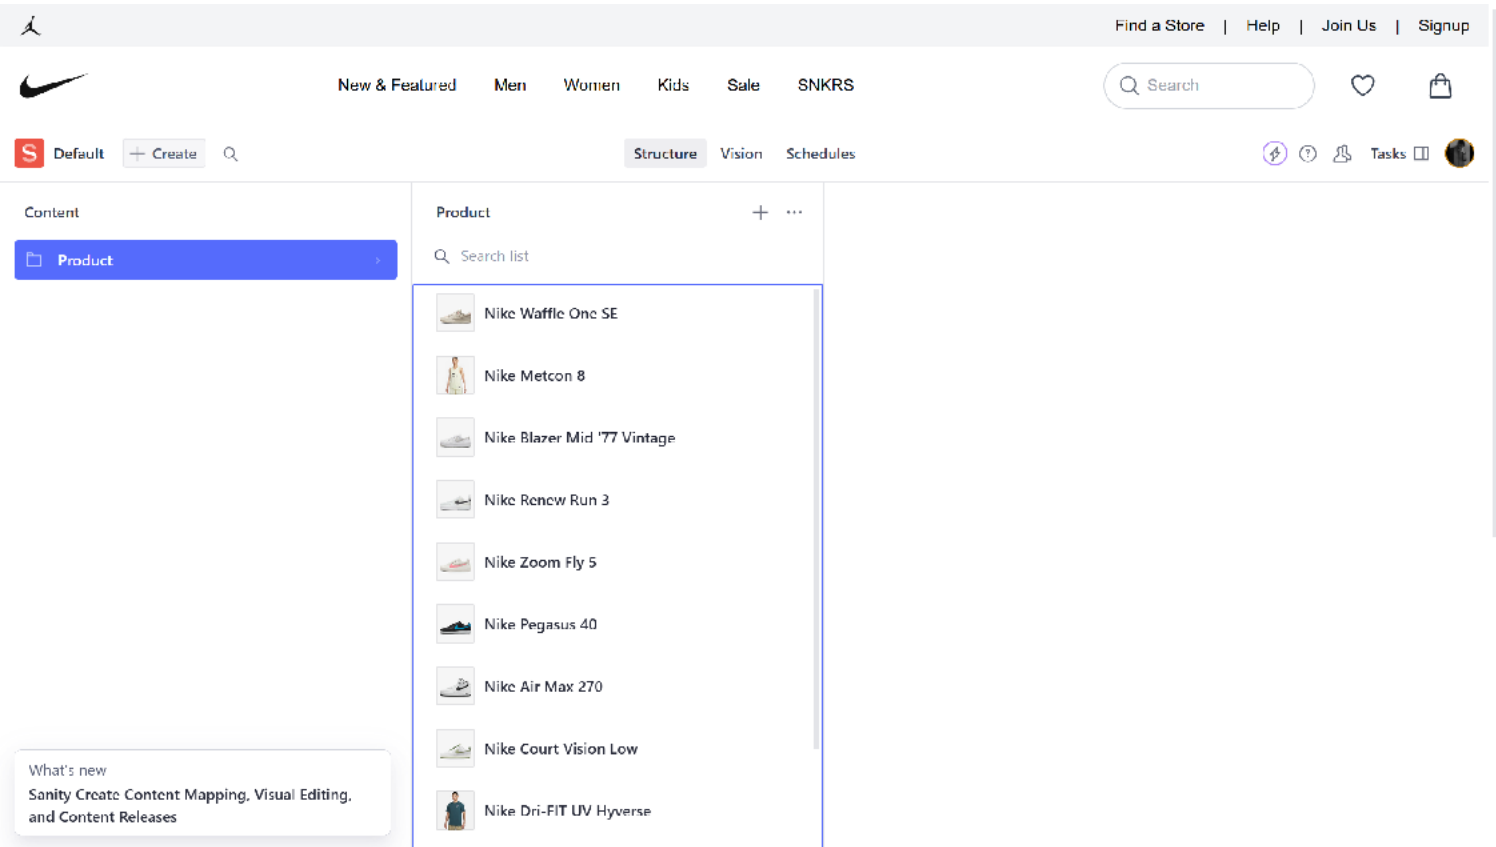 Find a Store | Help | Join Us | Signup
New & Featured Men Women Kids Sale SNKRS
Search
S Default + Create
Structure Vision Schedules
Tasks
Content
Product
Product
Search list
Nike Waffle One SE
Nike Metcon 8
Nike Blazer Mid '77 Vintage
Nike Renew Run 3
Nike Zoom Fly 5
Nike Pegasus 40
Nike Air Max 270
Nike Court Vision Low
Nike Dri-FIT UV Hyverse
What's new
Sanity Create Content Mapping, Visual Editing,
and Content Releases